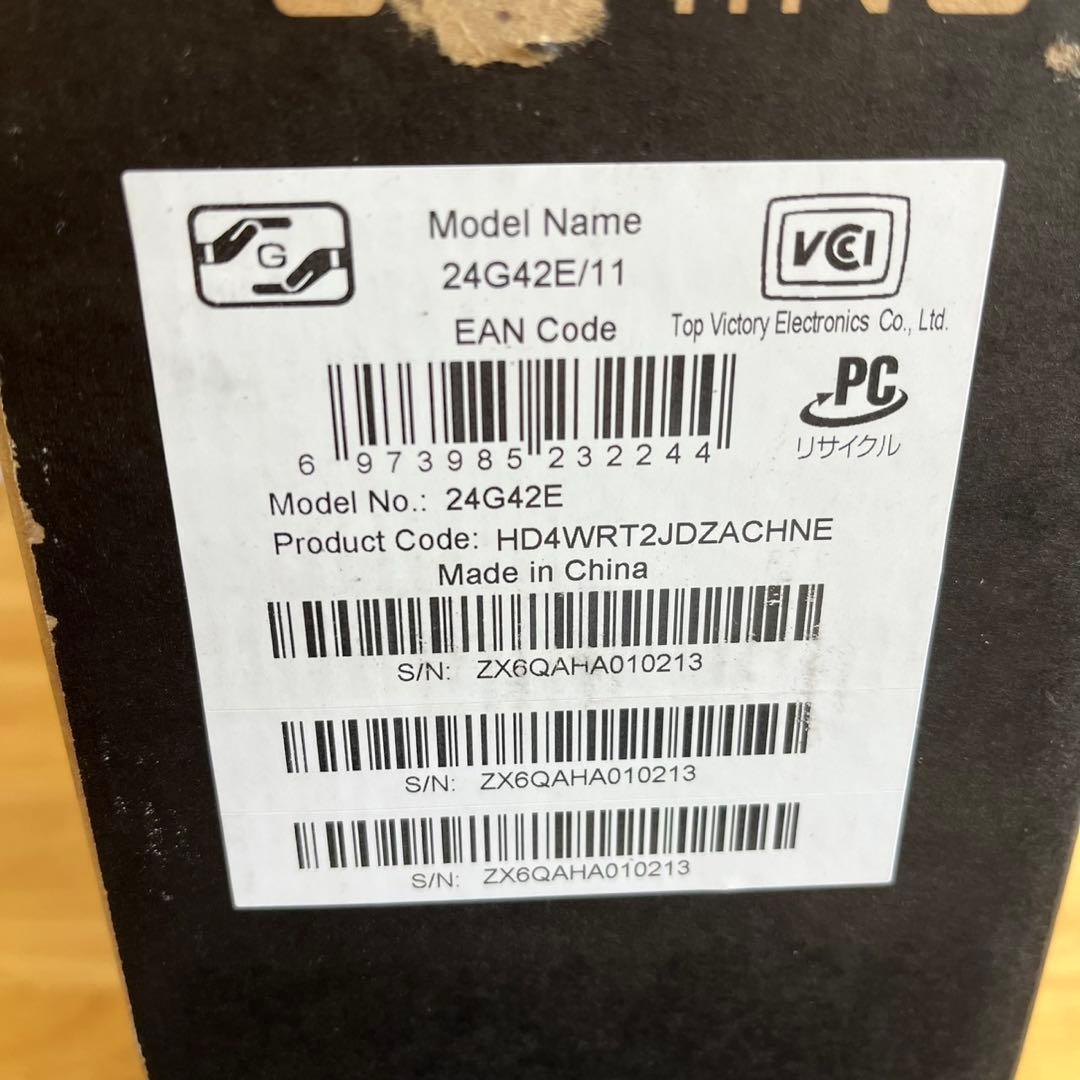 G
Model Name
24G42E/11
VCCI
EAN Code
Top Victory Electronics Co., Ltd.
6 973985 232244
PC
リサイクル
Model No.: 24G42E
Product Code: HD4WRT2JDZACHNE
Made in China
S/N: ZX6QAHA010213
S/N: ZX6QAHA010213
S/N: ZX6QAHA010213